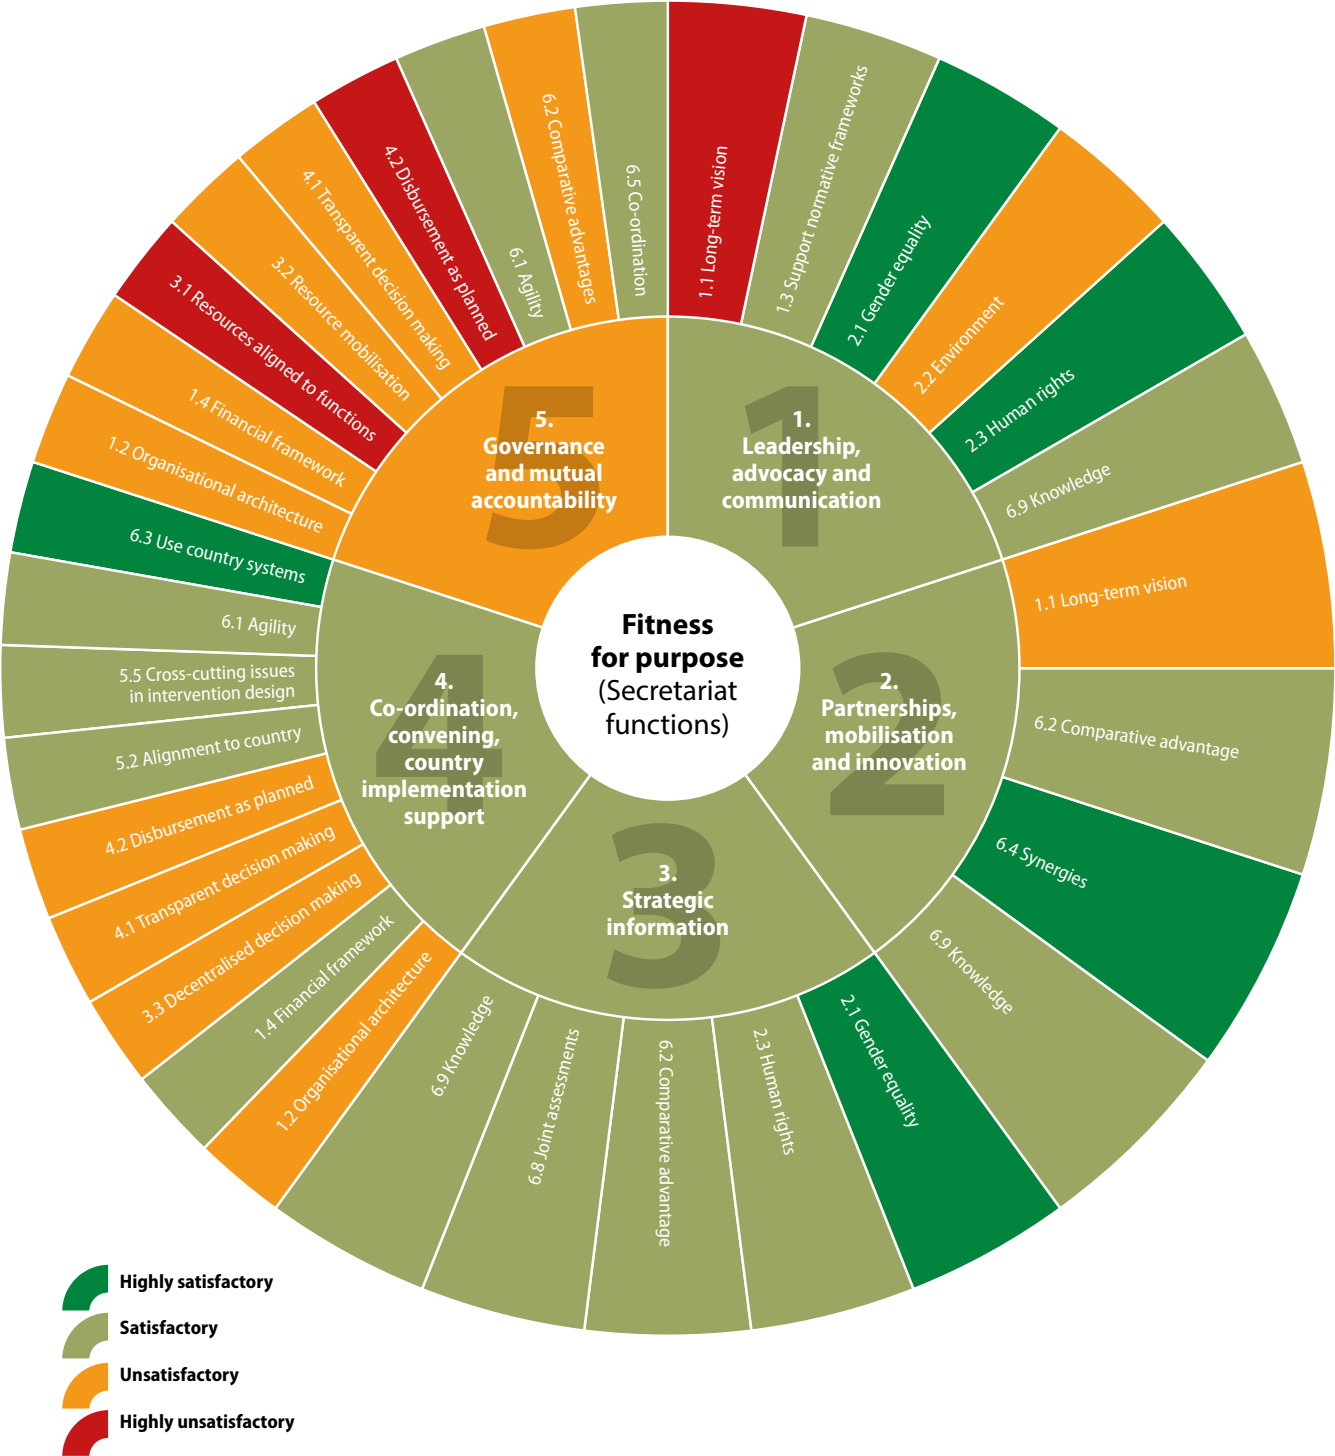 Fitness
for purpose
(Secretariat
functions)
1
1.
Leadership,
advocacy and
communication
1.1 Long-term vision
1.3 Support normative frameworks
2.1 Gender equality
2.2 Environment
2.3 Human rights
6.9 Knowledge
2
2.
Partnerships,
mobilisation
and innovation
1.1 Long-term vision
6.2 Comparative advantage
6.4 Synergies
6.9 Knowledge
3
3.
Strategic
information
2.1 Gender equality
2.3 Human rights
6.2 Comparative advantage
6.8 Joint assessments
6.9 Knowledge
4
4.
Co-ordination,
convening,
country
implementation
support
1.2 Organisational architecture
1.4 Financial framework
3.3 Decentralised decision making
4.1 Transparent decision making
4.2 Disbursement as planned
5.2 Alignment to country
5.5 Cross-cutting issues
in intervention design
6.1 Agility
6.3 Use country systems
5
5.
Governance
and mutual
accountability
1.2 Organisational architecture
1.4 Financial framework
3.1 Resources aligned to functions
3.2 Resource mobilisation
4.1 Transparent decision making
4.2 Disbursement as planned
6.1 Agility
6.2 Comparative advantages
6.5 Co-ordination
Highly satisfactory
Satisfactory
Unsatisfactory
Highly unsatisfactory